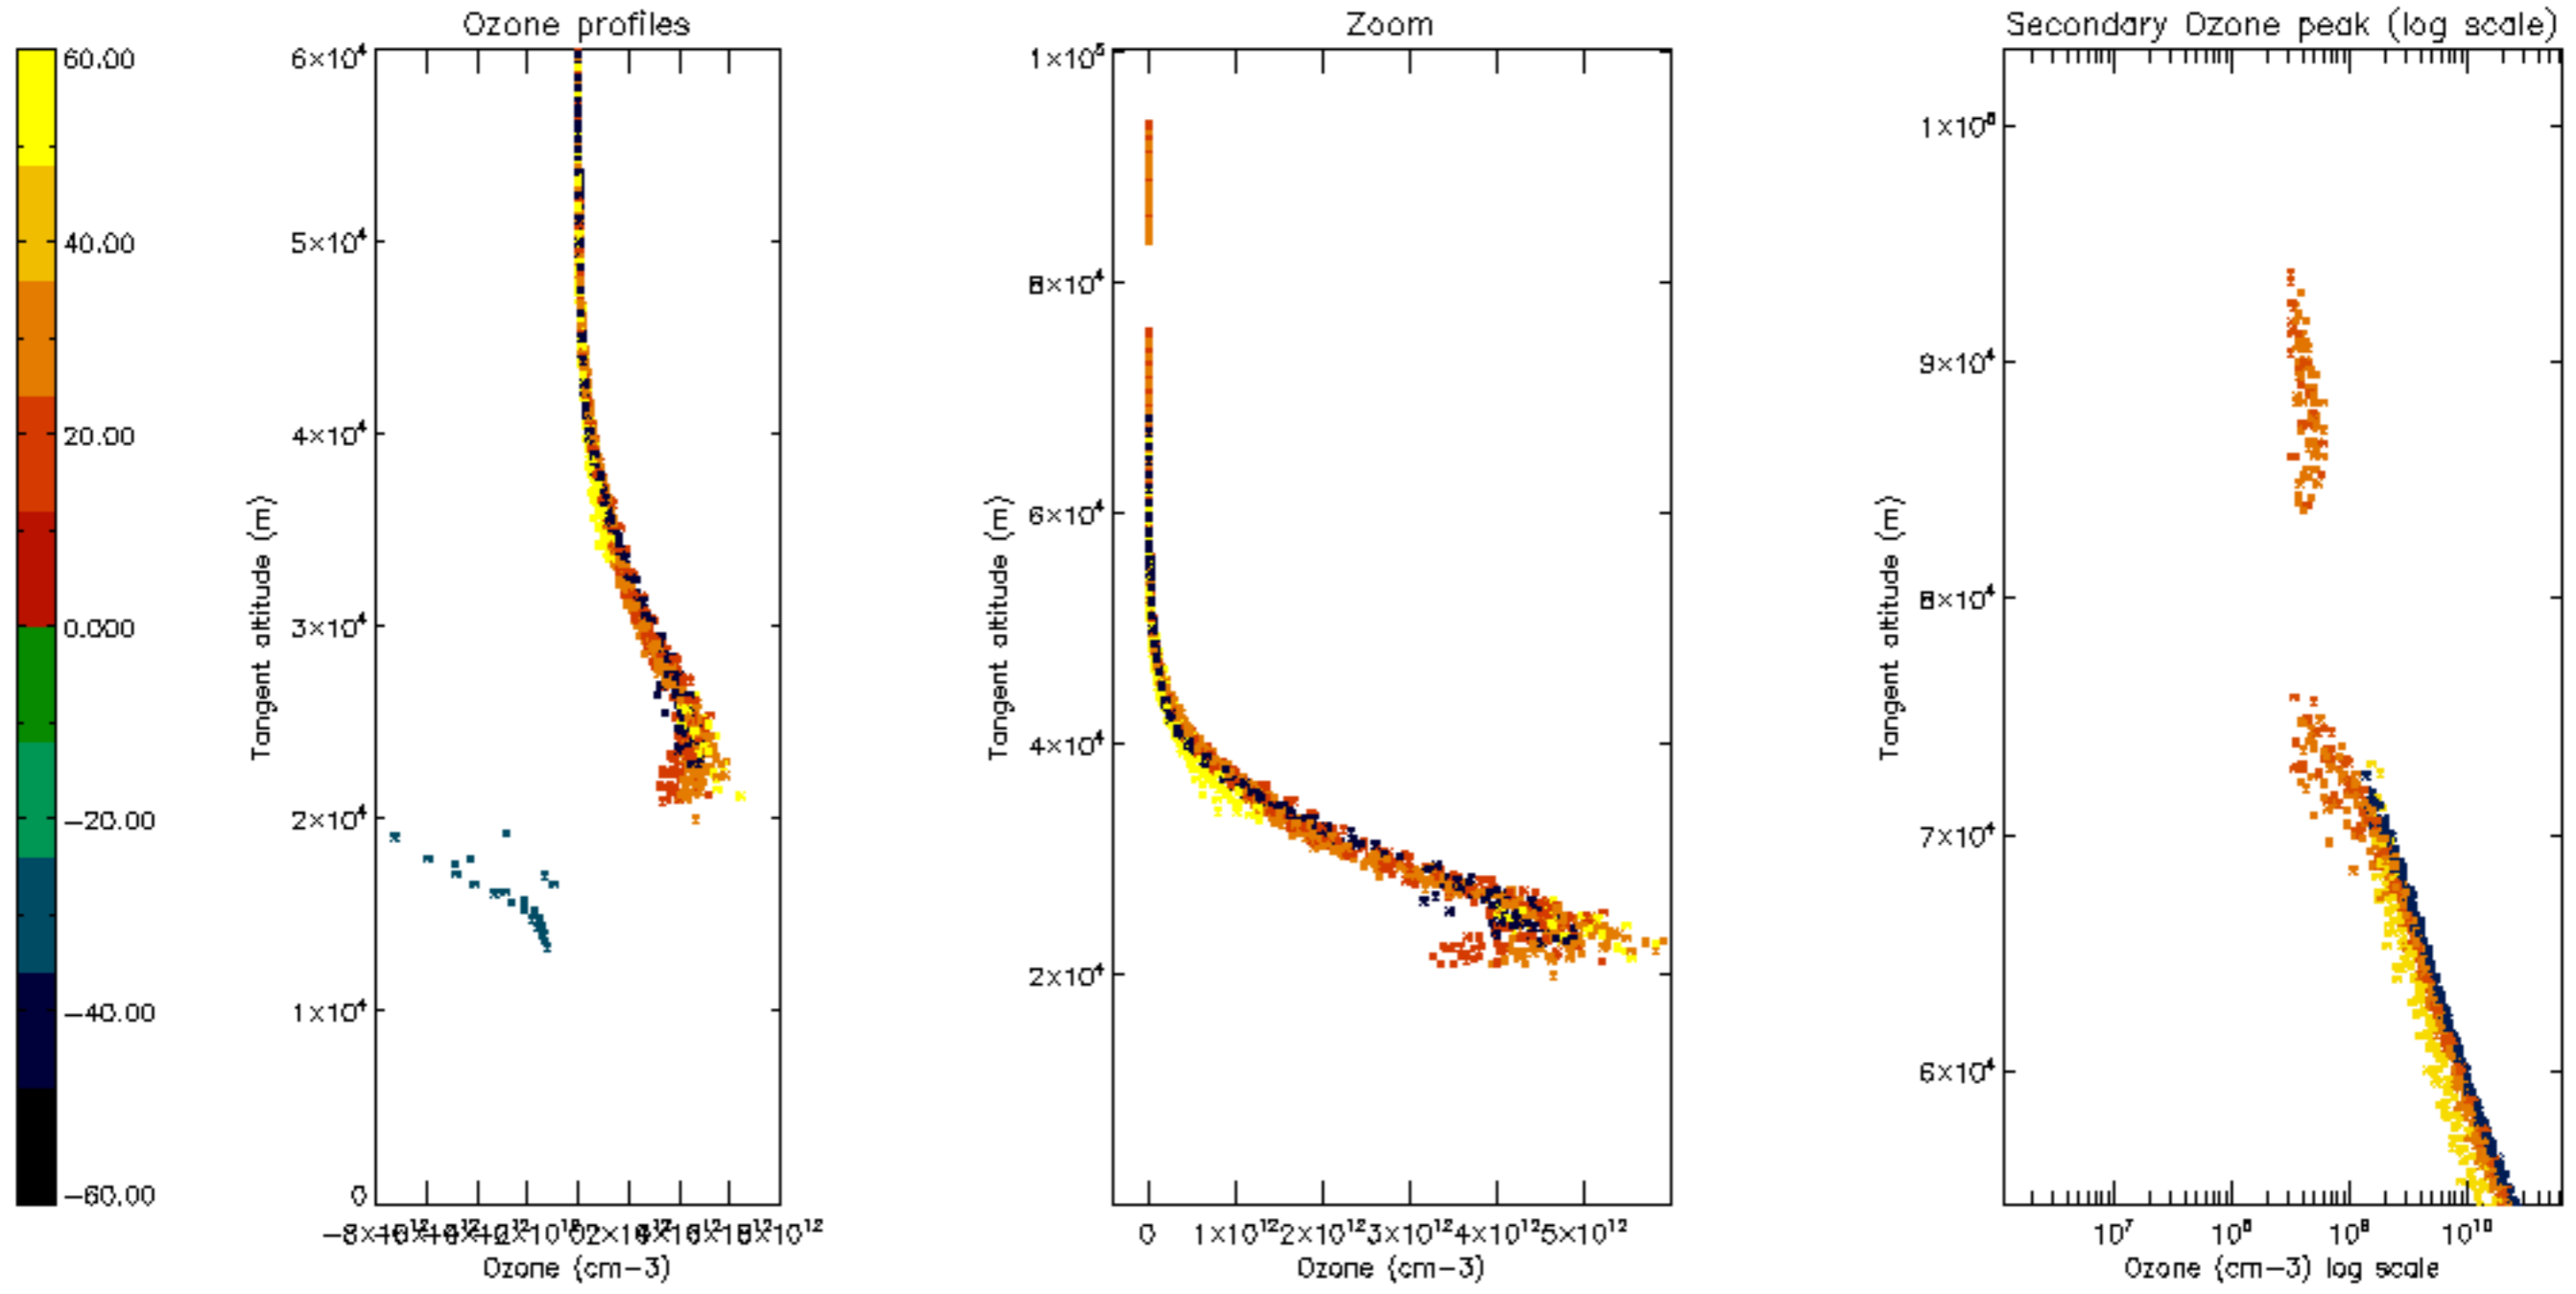 Ozone profiles
Zoom
Secondary Ozone peak (log scale)
60.00
40.00
20.00
0.000
−20.00
−40.00
−60.00
6×10⁴
5×10⁴
4×10⁴
3×10⁴
2×10⁴
1×10⁴
0
Tangent altitude (m)
Ozone (cm−3)
1×10⁵
8×10⁴
6×10⁴
4×10⁴
2×10⁴
Tangent altitude (m)
0 1×10¹² 2×10¹² 3×10¹² 4×10¹² 5×10¹²
Ozone (cm−3)
1×10⁵
9×10⁴
8×10⁴
7×10⁴
6×10⁴
Tangent altitude (m)
10⁷ 10⁸ 10⁹ 10¹⁰
Ozone (cm−3) log scale